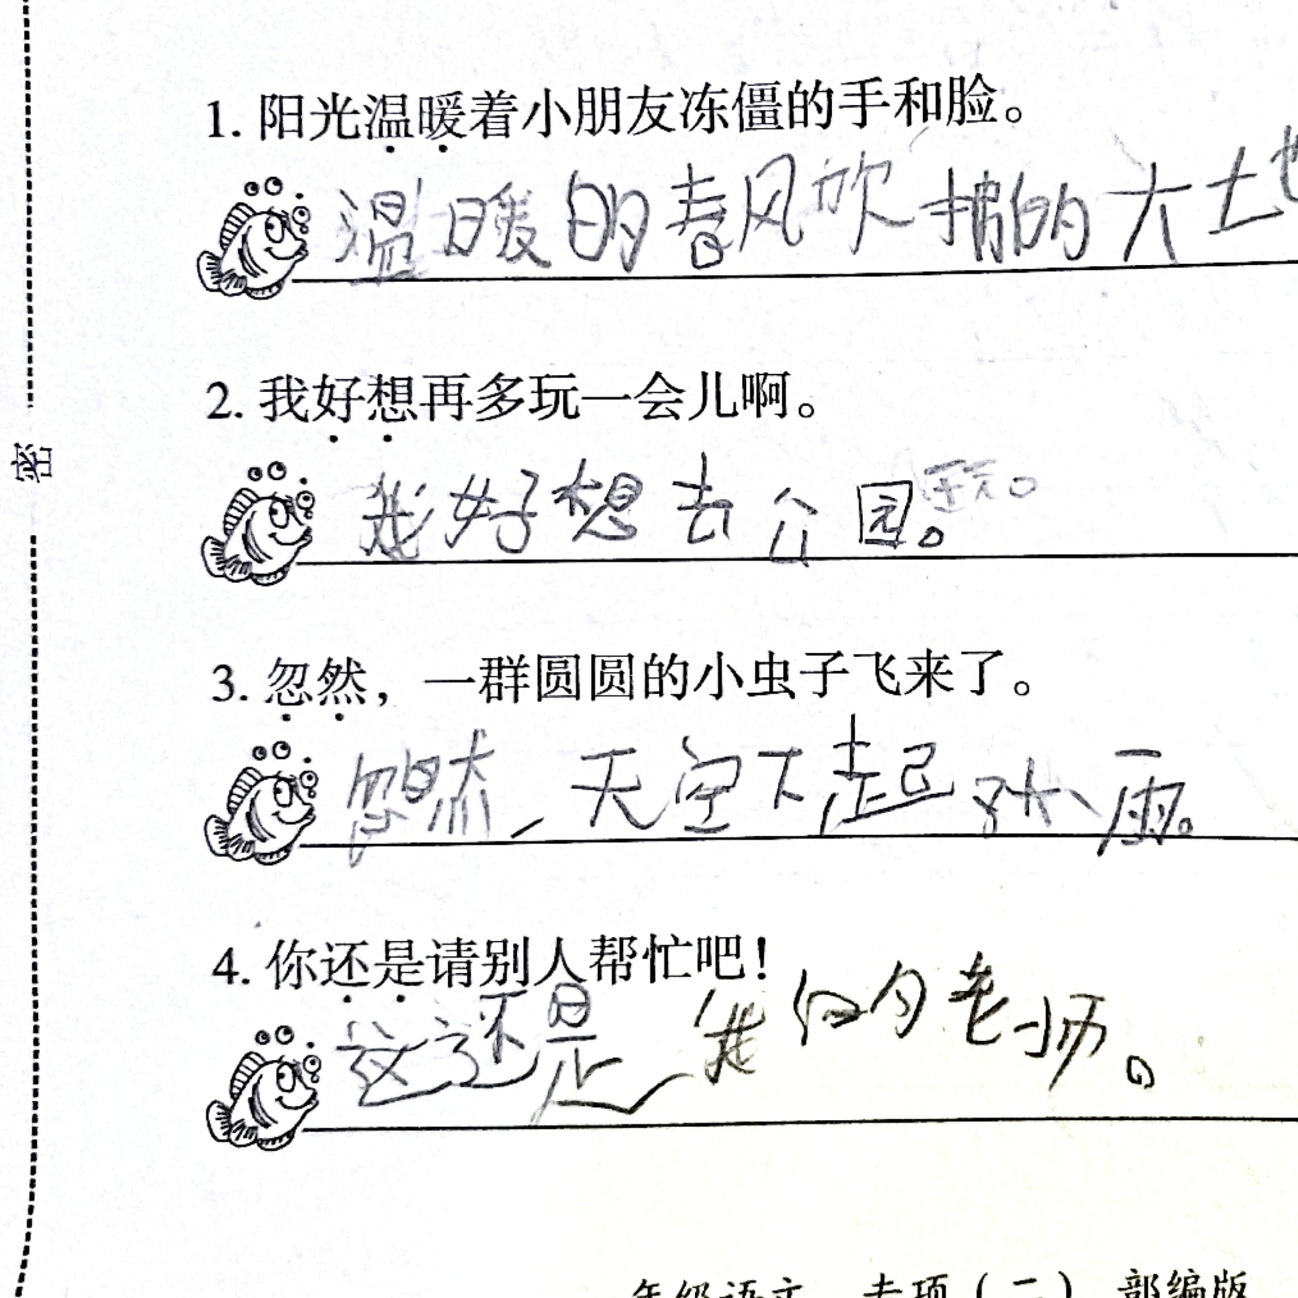 1. 阳光温暖着小朋友冻僵的手和脸。
温暖的春风吹拂的大地
2. 我好想再多玩一会儿啊。
我好想去公园。玩。
3. 忽然，一群圆圆的小虫子飞来了。
忽然，天空下起了小雨。
4. 你还是请别人帮忙吧！
这还是我们的老师。
密
年级语文 专项（二） 部编版